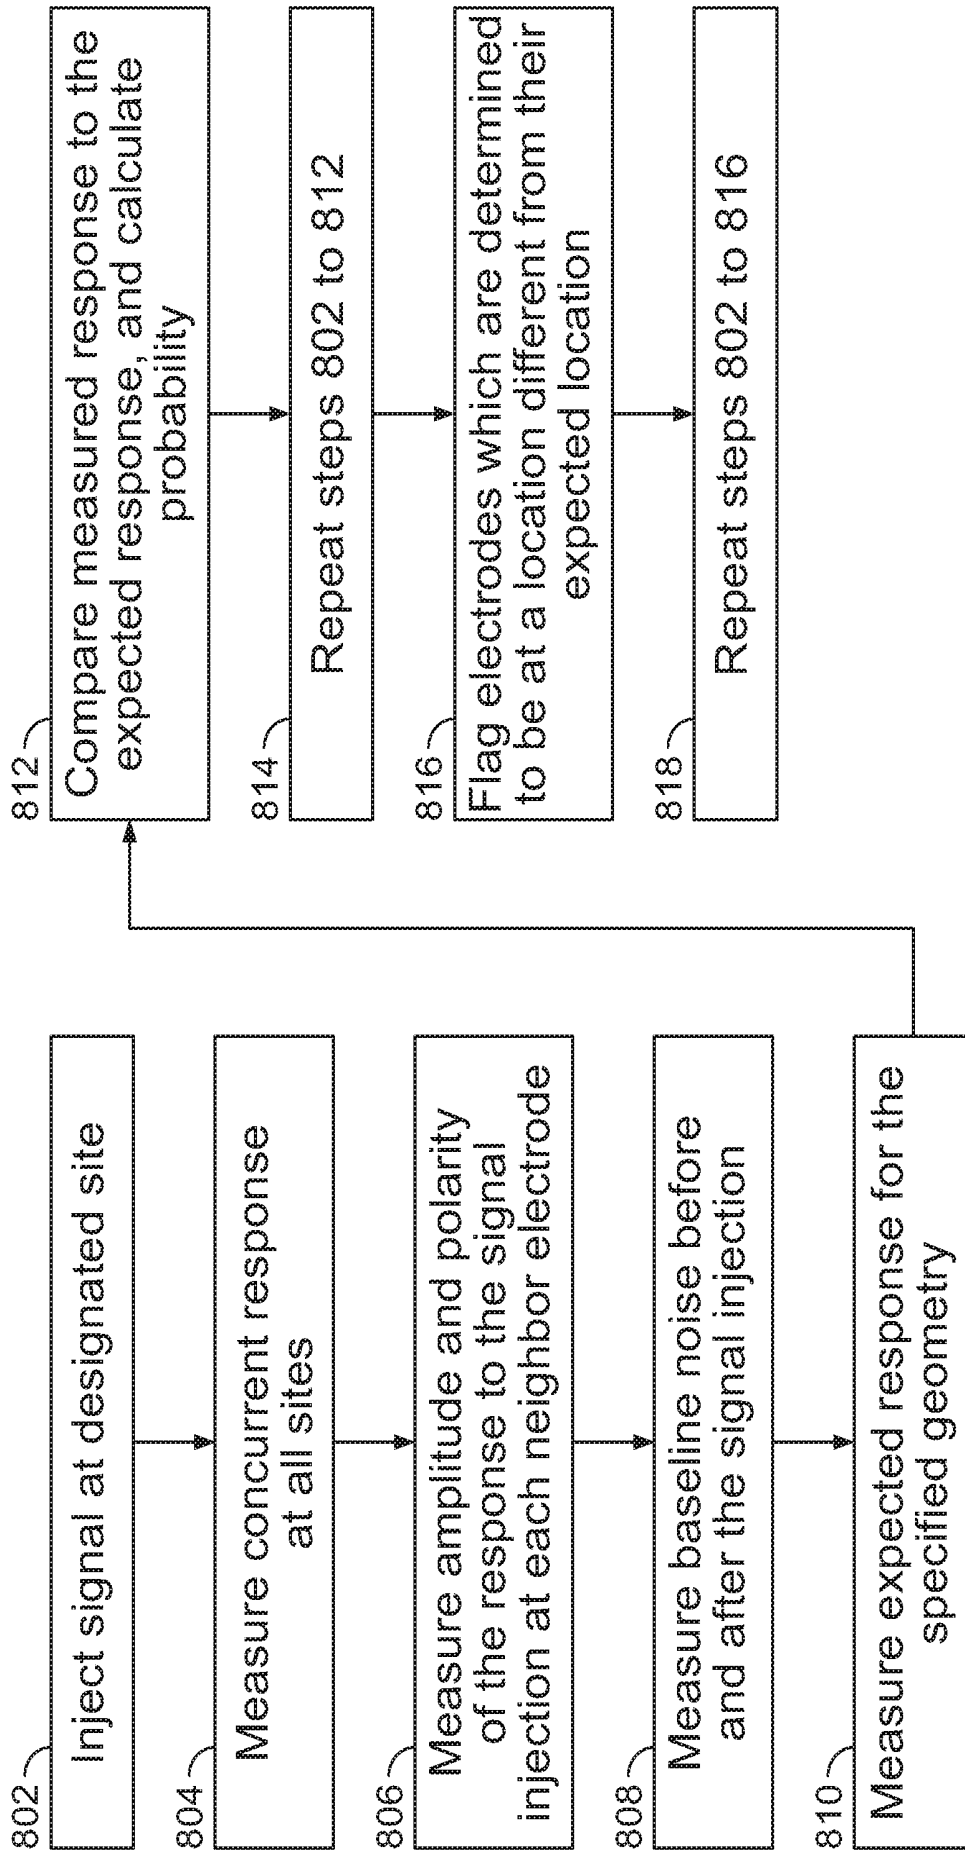 802
Inject signal at designated site
804
Measure concurrent response
at all sites
806
Measure amplitude and polarity
of the response to the signal
injection at each neighbor electrode
808
Measure baseline noise before
and after the signal injection
810
Measure expected response for the
specified geometry
812
Compare measured response to the
expected response, and calculate
probability
814
Repeat steps 802 to 812
816
Flag electrodes which are determined
to be at a location different from their
expected location
818
Repeat steps 802 to 816